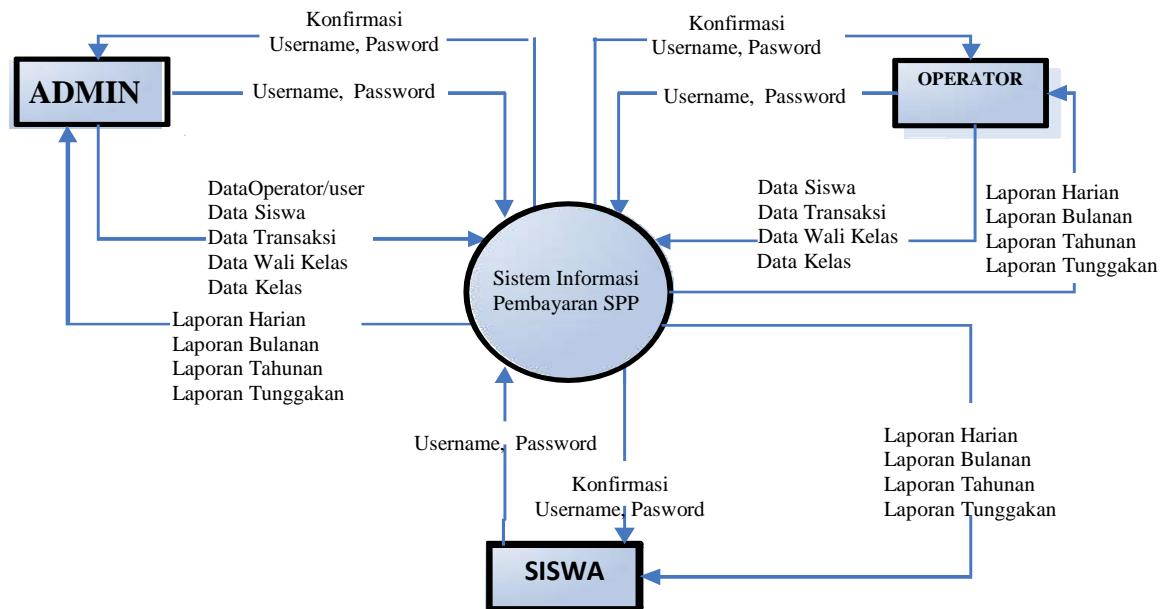 Konfirmasi
Username, Pasword
ADMIN
Username, Password
DataOperator/user
Data Siswa
Data Transaksi
Data Wali Kelas
Data Kelas
Laporan Harian
Laporan Bulanan
Laporan Tahunan
Laporan Tunggakan
Konfirmasi
Username, Pasword
OPERATOR
Username, Password
Data Siswa
Data Transaksi
Data Wali Kelas
Data Kelas
Laporan Harian
Laporan Bulanan
Laporan Tahunan
Laporan Tunggakan
Sistem Informasi
Pembayaran SPP
Username, Password
Konfirmasi
Username, Pasword
Laporan Harian
Laporan Bulanan
Laporan Tahunan
Laporan Tunggakan
SISWA